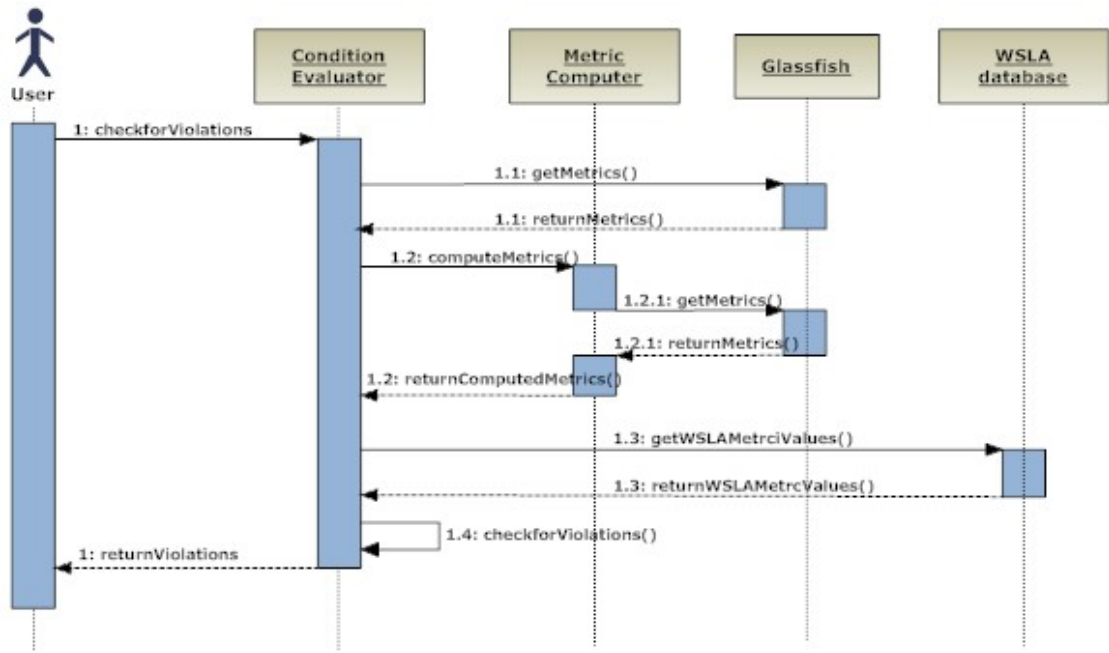 Condition
Evaluator
Metric
Computer
Glassfish
WSLA
database
User
1: checkforViolations
1.1: getMetrics()
1.1: returnMetrics()
1.2: computeMetrics()
1.2.1: getMetrics()
1.2.1: returnMetrics()
1.2: returnComputedMetrics()
1.3: getWSLAMetrciValues()
1.3: returnWSLAMetrcValues()
1.4: checkforViolations()
1: returnViolations